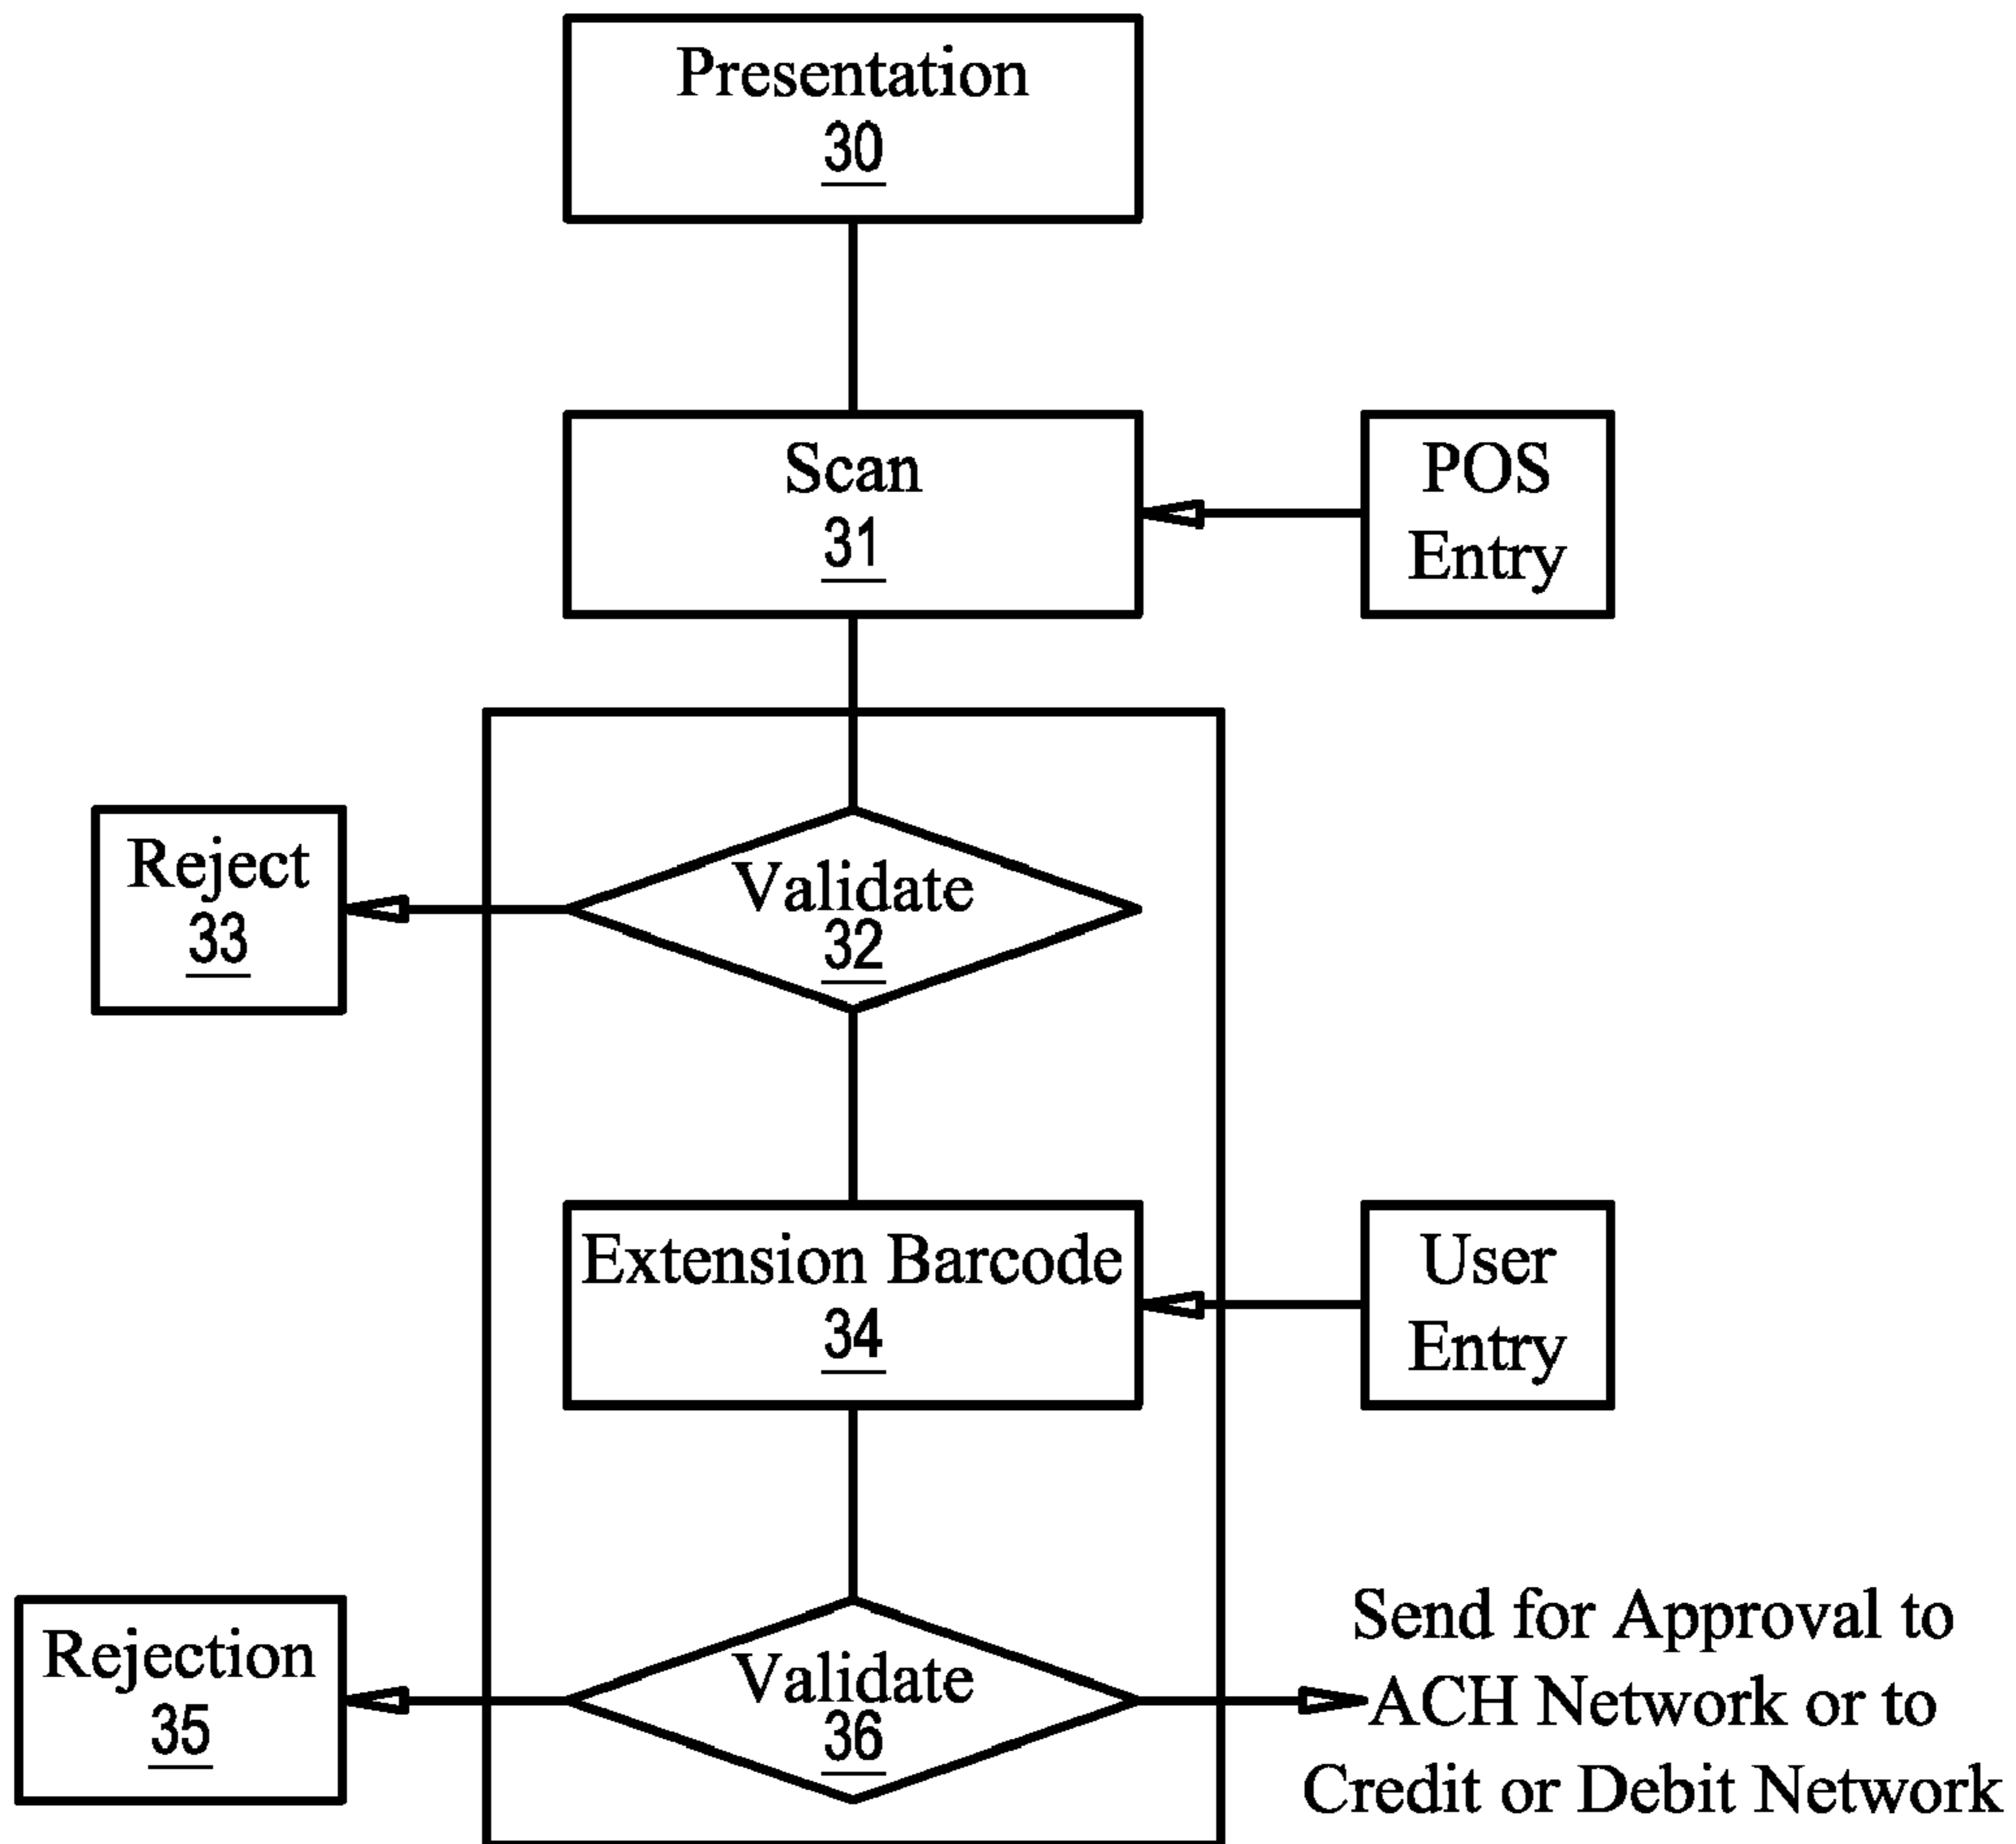 Presentation
30
Scan
31
POS
Entry
Reject
33
Validate
32
Extension Barcode
34
User
Entry
Rejection
35
Validate
36
Send for Approval to
ACH Network or to
Credit or Debit Network